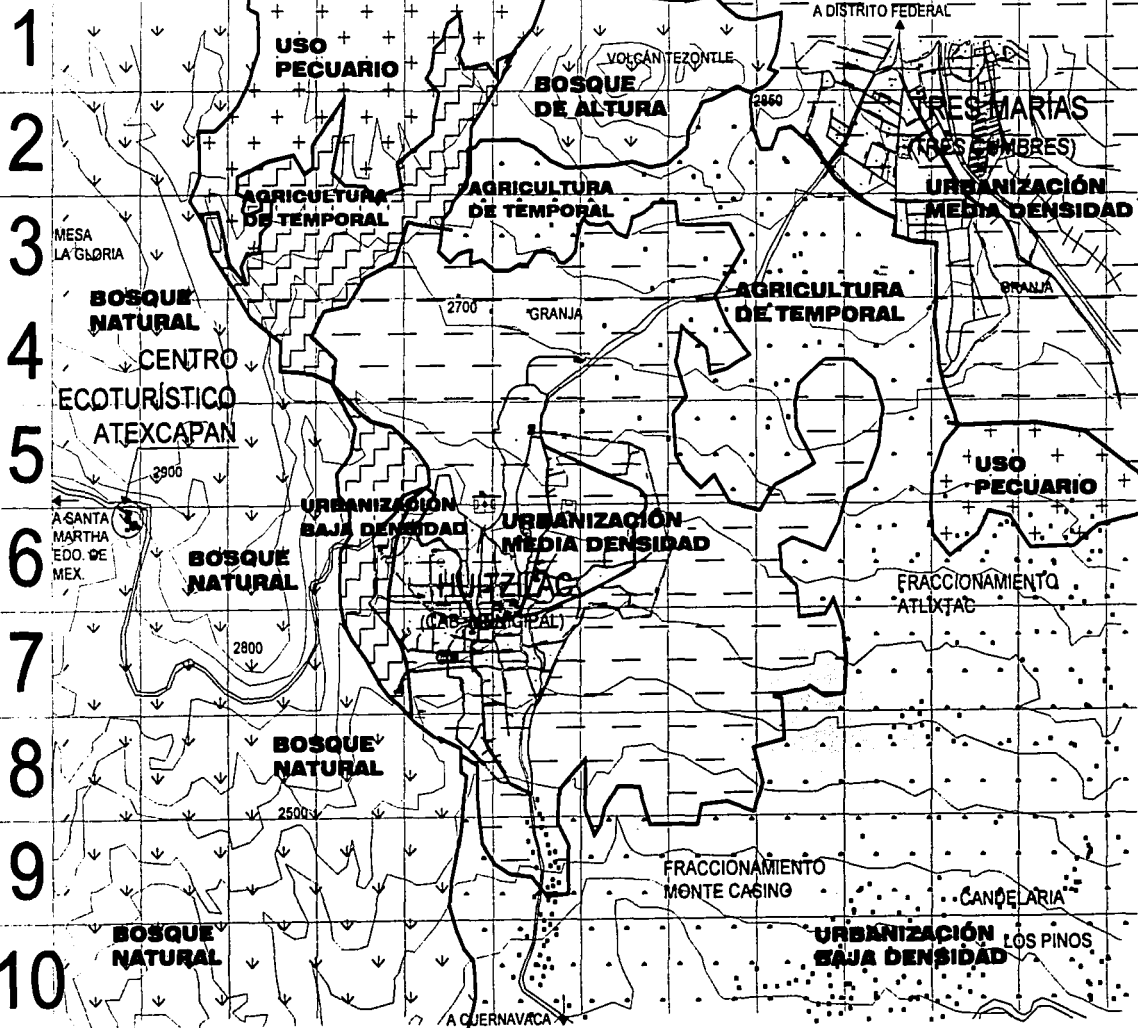 1
A DISTRITO FEDERAL
USO
PECUARIO
VOLCÁN TEZONTLE
BOSQUE
DE ALTURA
2850
TRES MARÍAS
(TRES CUMBRES)
2
AGRICULTURA
DE TEMPORAL
AGRICULTURA
DE TEMPORAL
URBANIZACIÓN
MEDIA DENSIDAD
3
MESA
LA GLORIA
BOSQUE
NATURAL
2700
GRANJA
AGRICULTURA
DE TEMPORAL
GRANJA
4
CENTRO
ECOTURÍSTICO
ATEXCAPAN
5
2900
USO
PECUARIO
A SANTA
MARTHA
EDO. DE
MEX.
URBANIZACIÓN
BAJA DENSIDAD
URBANIZACIÓN
MEDIA DENSIDAD
6
BOSQUE
NATURAL
HUITZILAC
(CAB. MUNICIPAL)
FRACCIONAMIENTO
ATLIXTAC
7
2800
8
BOSQUE
NATURAL
2500
9
FRACCIONAMIENTO
MONTE CASINO
CANDELARIA
BOSQUE
NATURAL
URBANIZACIÓN
BAJA DENSIDAD
LOS PINOS
10
A CUERNAVACA